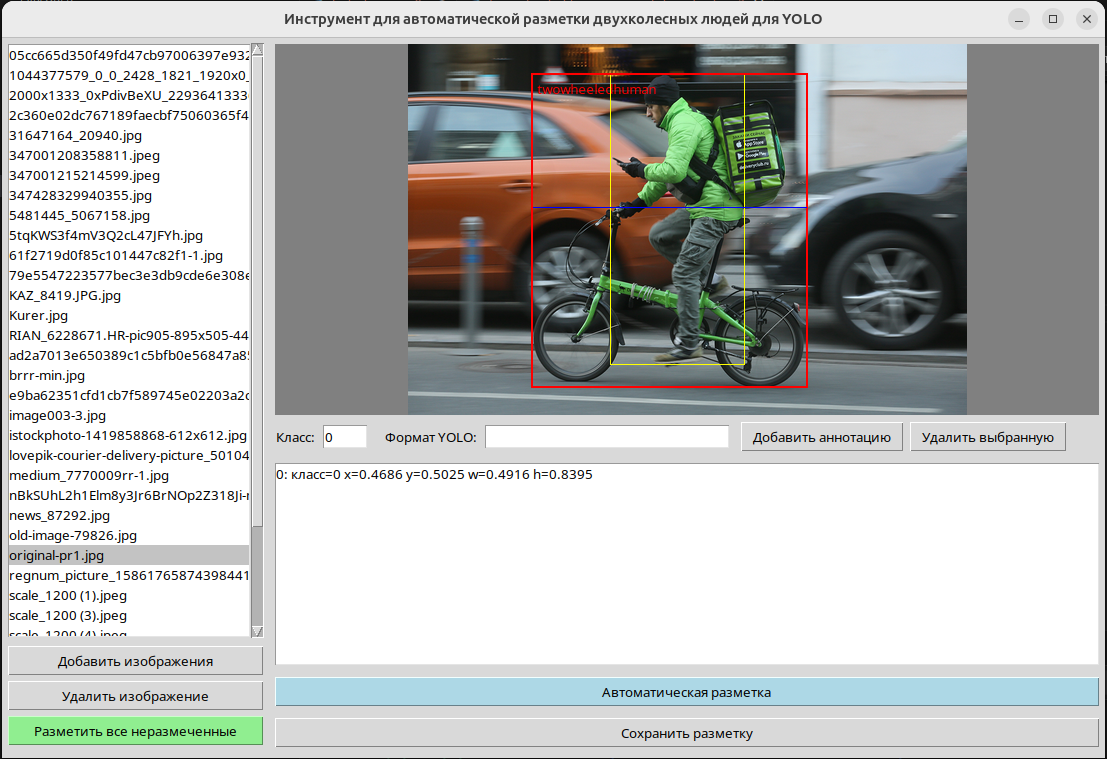 Инструмент для автоматической разметки двухколесных людей для YOLO
05cc665d350f49fd47cb97006397e932
1044377579_0_0_2428_1821_1920x0_
2000x1333_0xPdivBeXU_2293641333
2c360e02dc767189faecbf75060365f4
31647164_20940.jpg
347001208358811.jpeg
347001215214599.jpeg
347428329940355.jpg
5481445_5067158.jpg
5tqKWS3f4mV3Q2cL47JFYh.jpg
61f2719d0f85c101447c82f1-1.jpg
79e5547223577bec3e3db9cde6e308e
KAZ_8419.JPG.jpg
Kurer.jpg
RIAN_6228671.HR-pic905-895x505-44
ad2a7013e650389c1c5bfb0e56847a8
brrr-min.jpg
e9ba62351cfd1cb7f589745e02203a2c
image003-3.jpg
istockphoto-1419858868-612x612.jpg
lovepik-courier-delivery-picture_50104
medium_7770009rr-1.jpg
nBkSUhL2h1Elm8y3Jr6BrNOp2Z318Ji-r
news_87292.jpg
old-image-79826.jpg
original-pr1.jpg
regnum_picture_15861765874398441
scale_1200 (1).jpeg
scale_1200 (3).jpeg
scale_1200 (4).jpeg
Добавить изображения
Удалить изображение
Разметить все неразмеченные
twowheeledhuman
App Store
Google Play
Класс: 0 Формат YOLO: Добавить аннотацию Удалить выбранную
0: класс=0 x=0.4686 y=0.5025 w=0.4916 h=0.8395
Автоматическая разметка
Сохранить разметку